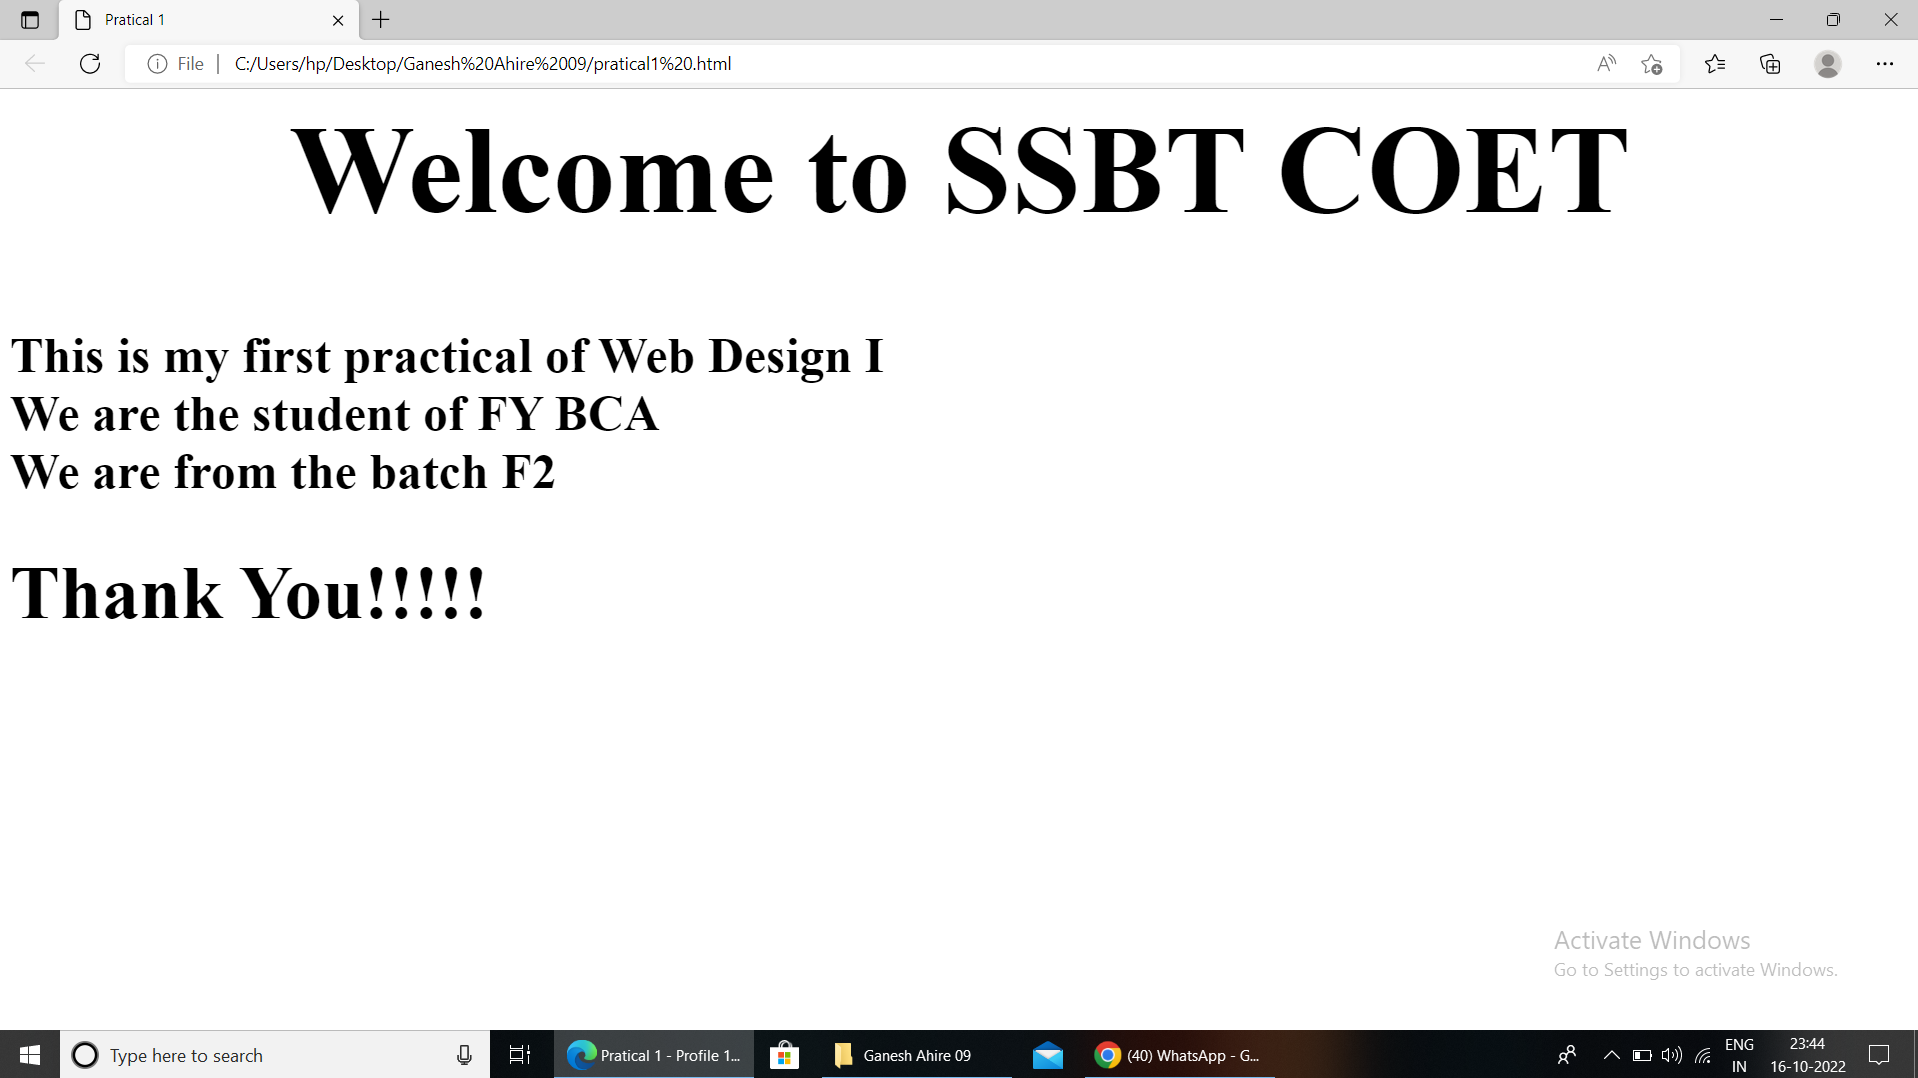 Pratical 1
File
C:/Users/hp/Desktop/Ganesh%20Ahire%2009/pratical1%20.html
Welcome to SSBT COET
This is my first practical of Web Design I
We are the student of FY BCA
We are from the batch F2
Thank You!!!!!
Activate Windows
Go to Settings to activate Windows.
Type here to search
Pratical 1 - Profile 1...
Ganesh Ahire 09
(40) WhatsApp - G...
ENG
IN
23:44
16-10-2022